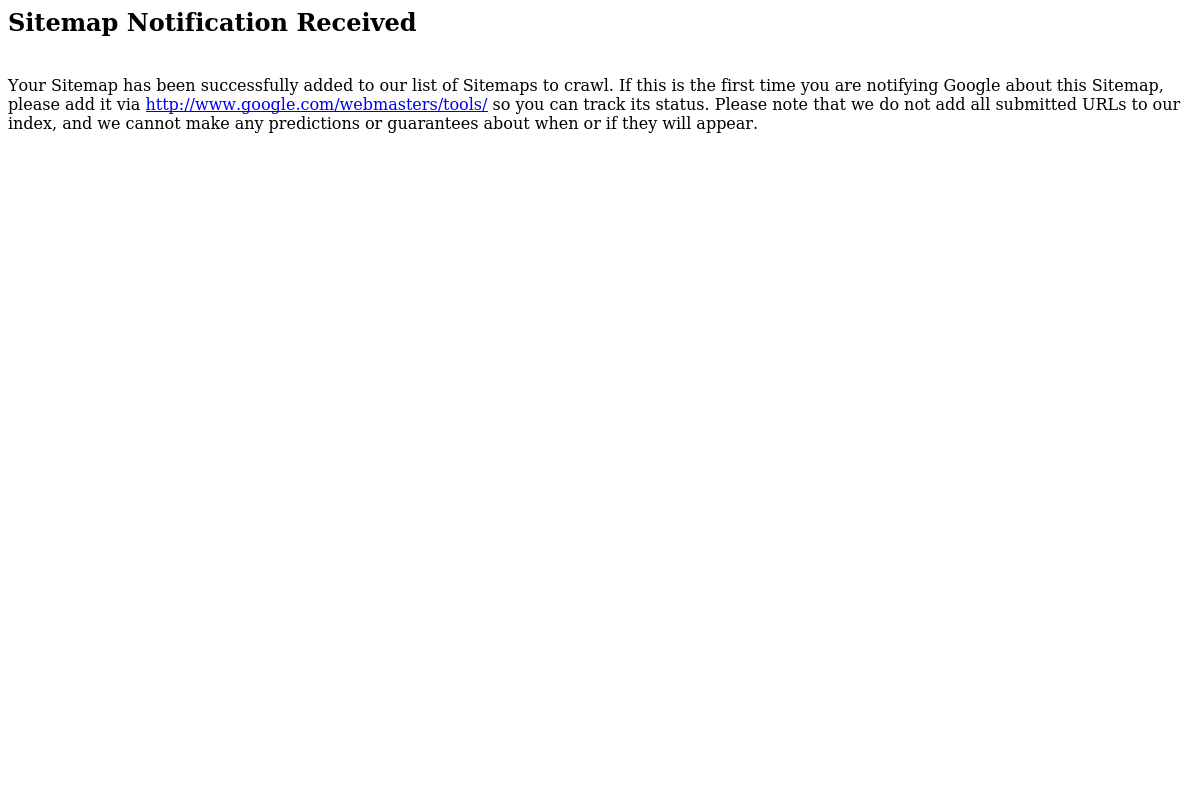 Sitemap Notification Received
Your Sitemap has been successfully added to our list of Sitemaps to crawl. If this is the first time you are notifying Google about this Sitemap,
please add it via http://www.google.com/webmasters/tools/ so you can track its status. Please note that we do not add all submitted URLs to our
index, and we cannot make any predictions or guarantees about when or if they will appear.